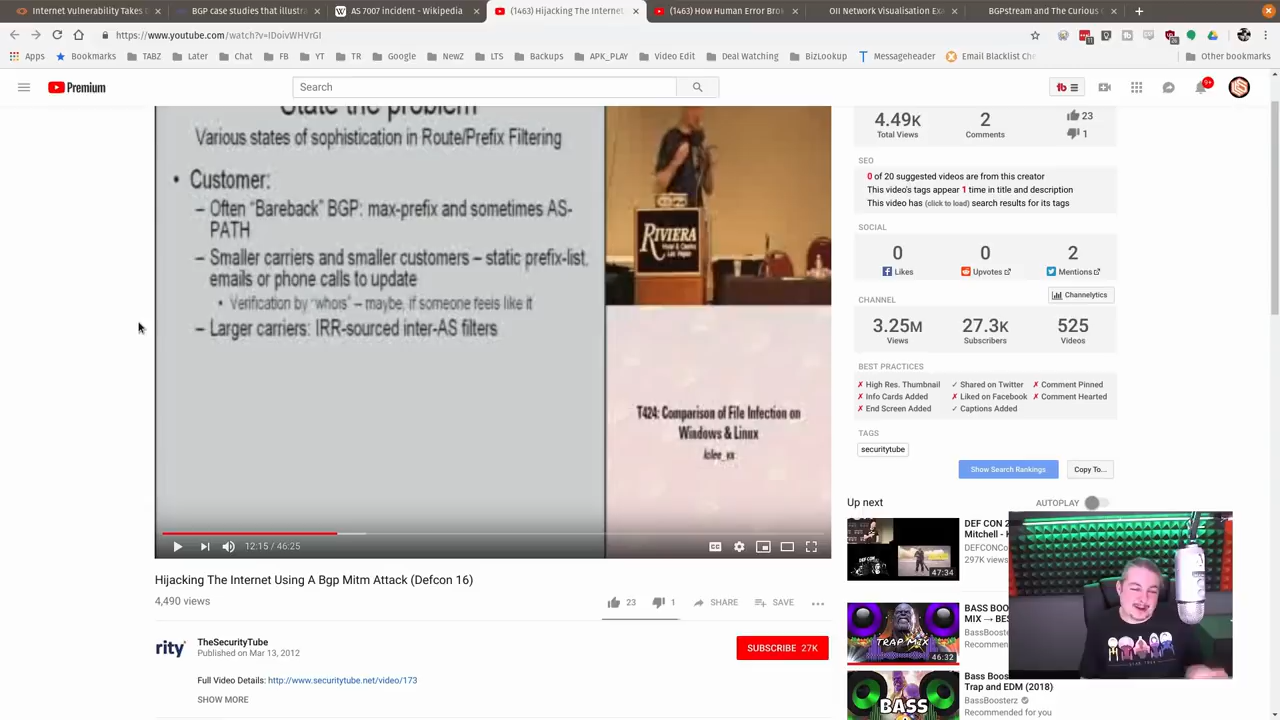 Internet Vulnerability Takes D
BGP case studies that illustra
AS 7007 incident - Wikipedia
(1463) Hijacking The Internet
(1463) How Human Error Bro
OII Network Visualisation Exa
BGPstream and The Curious C
https://www.youtube.com/watch?v=IDoivWHVrGI
Apps
Bookmarks
TABZ
Later
Chat
FB
YT
TR
Google
NewZ
LTS
Backups
APK_PLAY
Video Edit
Deal Watching
BizLookup
Messageheader
Email Blacklist Che
Other bookmarks
Premium
Search
9+
State the problem
Various states of sophistication in Route/Prefix Filtering
• Customer:
– Often "Bareback" BGP: max-prefix and sometimes AS-
PATH
– Smaller carriers and smaller customers – static prefix-list,
emails or phone calls to update
• Verification by "whois" – maybe, if someone feels like it
– Larger carriers: IRR-sourced inter-AS filters
RIVIERA
T424: Comparison of File Infection on
Windows & Linux
12:15 / 46:25
Hijacking The Internet Using A Bgp Mitm Attack (Defcon 16)
4,490 views
23
1
SHARE
SAVE
rity
TheSecurityTube
Published on Mar 13, 2012
SUBSCRIBE 27K
Full Video Details: http://www.securitytube.net/video/173
SHOW MORE
4.49K
Total Views
2
Comments
23
1
SEO
0 of 20 suggested videos are from this creator
This video's tags appear 1 time in title and description
This video has (click to load) search results for its tags
SOCIAL
0
Likes
0
Upvotes
2
Mentions
CHANNEL
Channelytics
3.25M
Views
27.3K
Subscribers
525
Videos
BEST PRACTICES
✗ High Res. Thumbnail
✓ Shared on Twitter
✗ Comment Pinned
✗ Info Cards Added
✗ Liked on Facebook
✗ Comment Hearted
✗ End Screen Added
✓ Captions Added
TAGS
securitytube
Show Search Rankings
Copy To...
Up next
AUTOPLAY
DEF CON 2
Mitchell - K
DEFCONCo
297K views
47:34
BASS BOO
MIX → BES
BassBooste
Recommen
TRAP MIX
46:32
Bass Boos
Trap and EDM (2018)
BassBoosterz
Recommended for you
BASS
STAR TREK